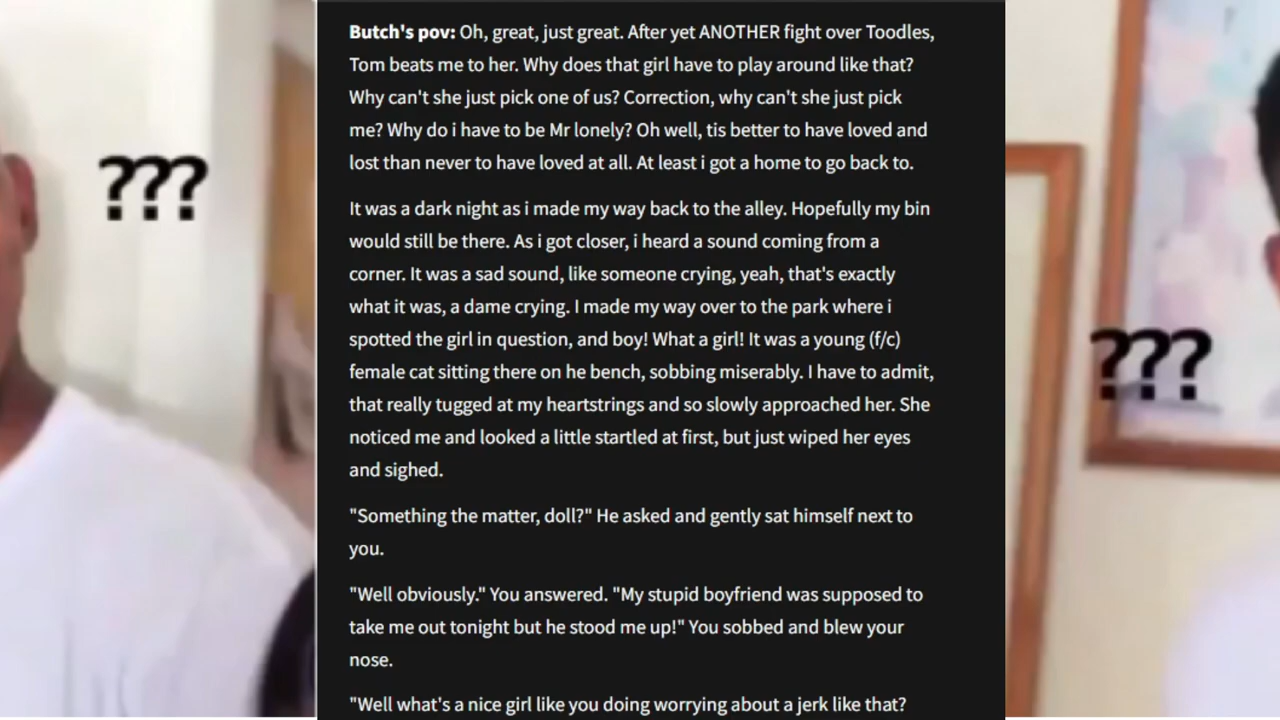 ???
Butch's pov: Oh, great, just great. After yet ANOTHER fight over Toodles,
Tom beats me to her. Why does that girl have to play around like that?
Why can't she just pick one of us? Correction, why can't she just pick
me? Why do i have to be Mr lonely? Oh well, tis better to have loved and
lost than never to have loved at all. At least i got a home to go back to.
It was a dark night as i made my way back to the alley. Hopefully my bin
would still be there. As i got closer, i heard a sound coming from a
corner. It was a sad sound, like someone crying, yeah, that's exactly
what it was, a dame crying. I made my way over to the park where i
spotted the girl in question, and boy! What a girl! It was a young (f/c)
female cat sitting there on he bench, sobbing miserably. I have to admit,
that really tugged at my heartstrings and so slowly approached her. She
noticed me and looked a little startled at first, but just wiped her eyes
and sighed.
"Something the matter, doll?" He asked and gently sat himself next to
you.
"Well obviously." You answered. "My stupid boyfriend was supposed to
take me out tonight but he stood me up!" You sobbed and blew your
nose.
"Well what's a nice girl like you doing worrying about a jerk like that?
???